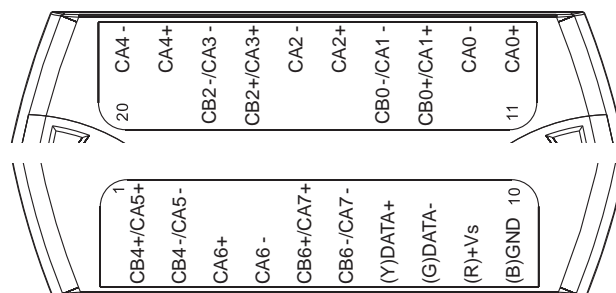 CA4 -
CA4+
CB2 -/CA3 -
CB2+/CA3+
CA2 -
CA2+
CB0 -/CA1 -
CB0+/CA1+
CA0 -
CA0+
20
11
1
10
CB4+/CA5+
CB4 -/CA5 -
CA6+
CA6 -
CB6+/CA7+
CB6 -/CA7 -
(Y)DATA+
(G)DATA-
(R)+Vs
(B)GND